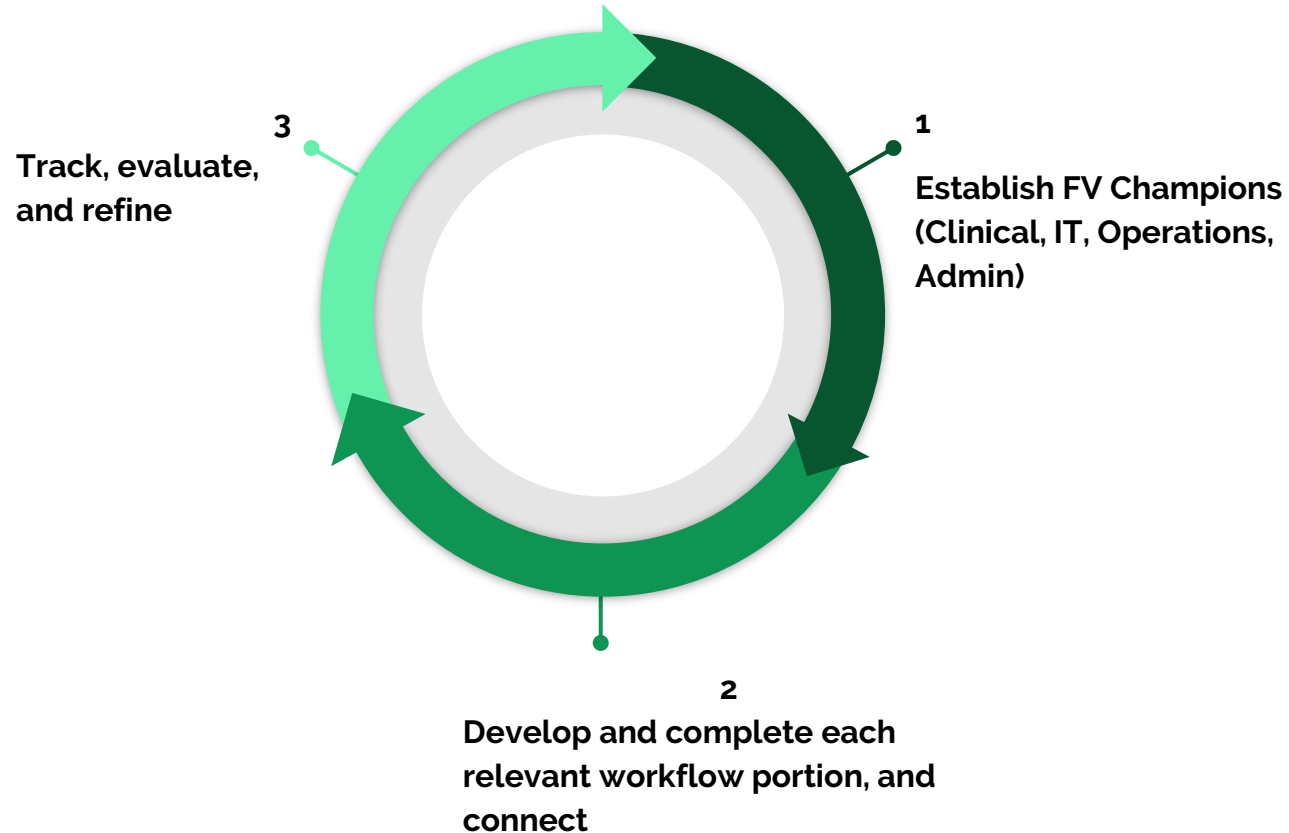 1
Establish FV Champions
(Clinical, IT, Operations,
Admin)
2
Develop and complete each
relevant workflow portion, and
connect
3
Track, evaluate,
and refine